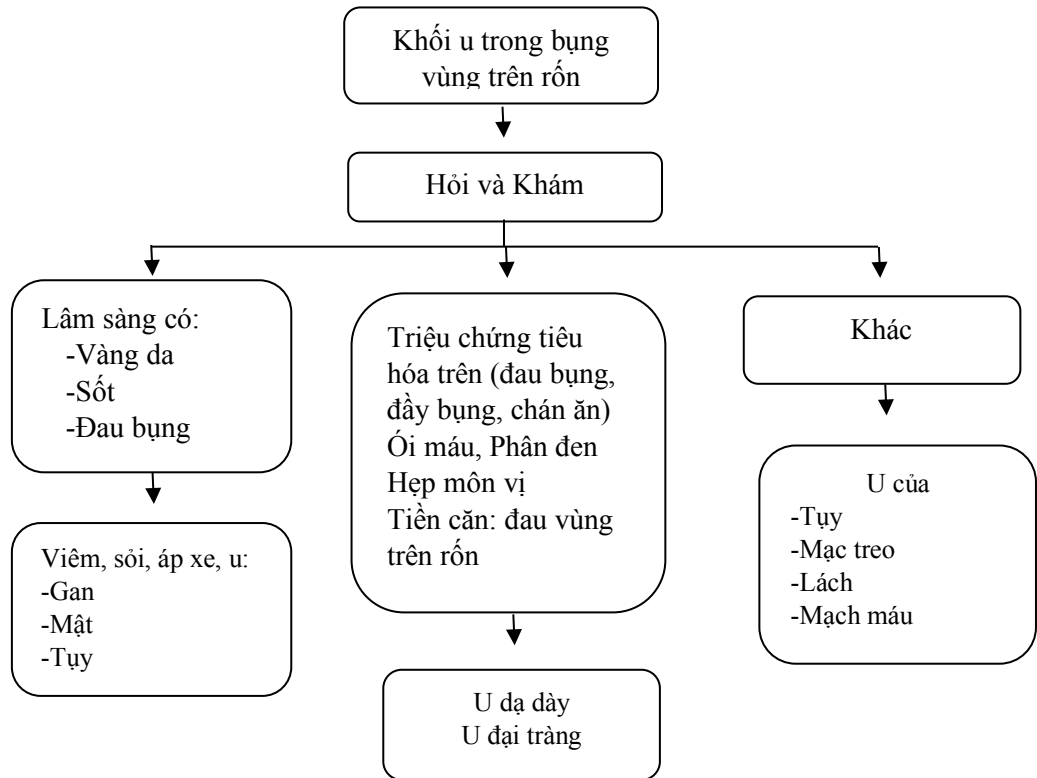 Khối u trong bụng
vùng trên rốn
Hỏi và Khám
Lâm sàng có:
-Vàng da
-Sốt
-Đau bụng
Viêm, sỏi, áp xe, u:
-Gan
-Mật
-Tụy
Triệu chứng tiêu
hóa trên (đau bụng,
đầy bụng, chán ăn)
Ói máu, Phân đen
Hẹp môn vị
Tiền căn: đau vùng
trên rốn
U dạ dày
U đại tràng
Khác
U của
-Tụy
-Mạc treo
-Lách
-Mạch máu